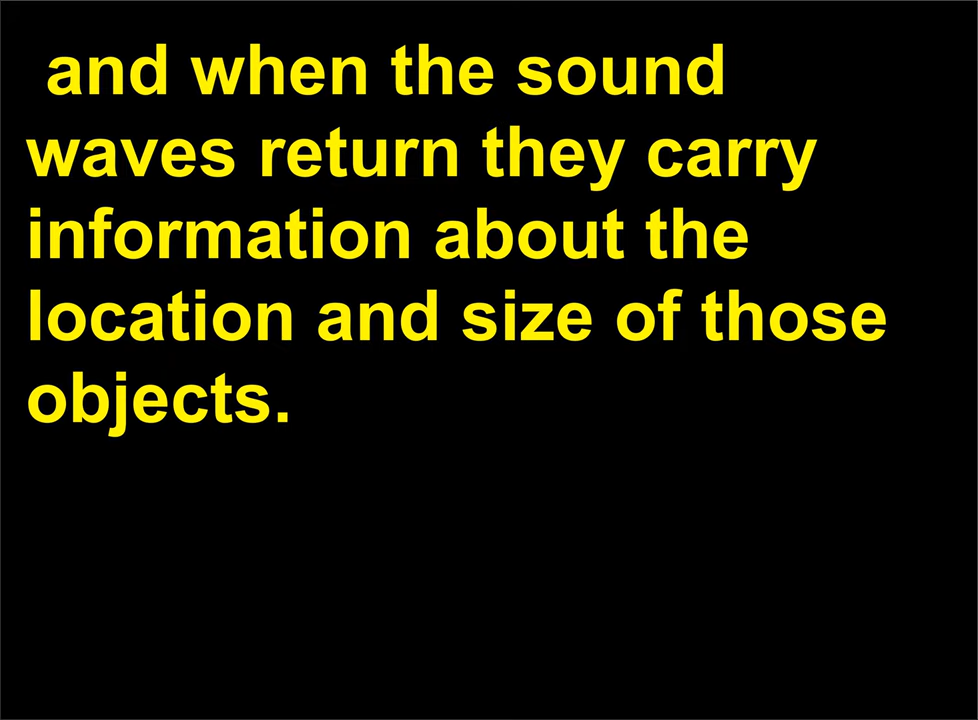 and when the sound
waves return they carry
information about the
location and size of those
objects.